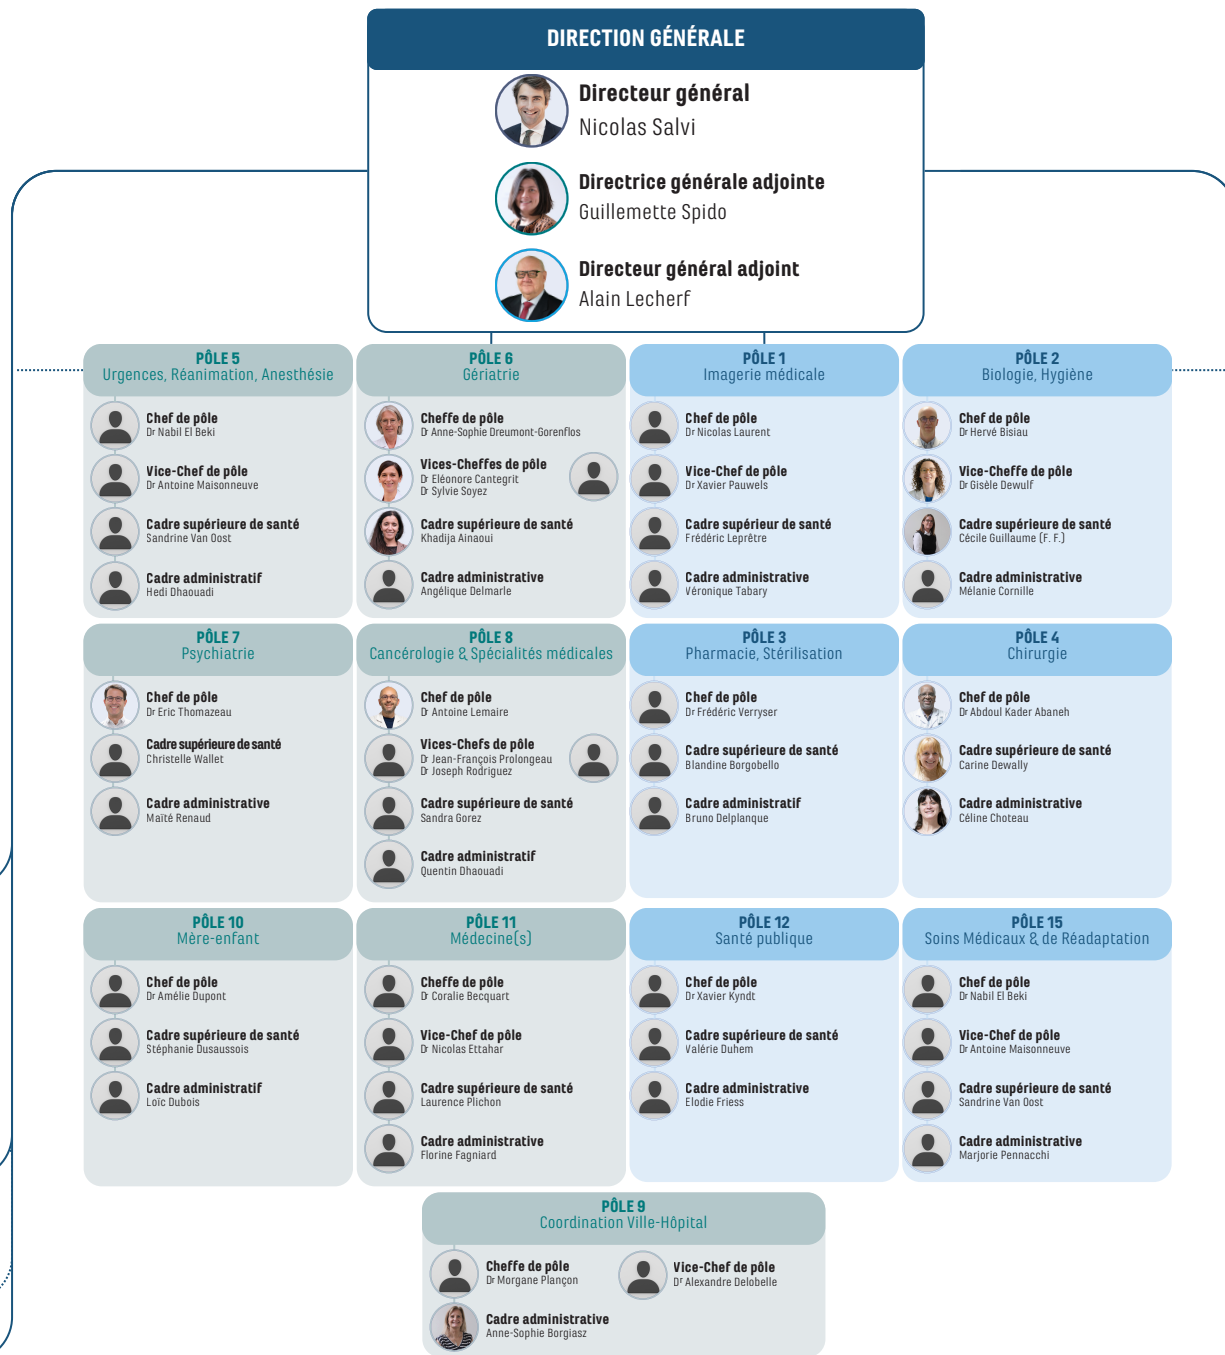 DIRECTION GÉNÉRALE
Directeur général
Nicolas Salvi
Directrice générale adjointe
Guillemette Spido
Directeur général adjoint
Alain Lecherf
PÔLE 5
Urgences, Réanimation, Anesthésie
Chef de pôle
Dr Nabil El Beki
Vice-Chef de pôle
Dr Antoine Maisonneuve
Cadre supérieure de santé
Sandrine Van Oost
Cadre administratif
Hedi Dhaouadi
PÔLE 6
Gériatrie
Cheffe de pôle
Dr Anne-Sophie Dreumont-Gorenflos
Vices-Cheffes de pôle
Dr Eléonore Cantegrit
Dr Sylvie Soyez
Cadre supérieure de santé
Khadija Ainaoui
Cadre administrative
Angélique Delmarle
PÔLE 1
Imagerie médicale
Chef de pôle
Dr Nicolas Laurent
Vice-Chef de pôle
Dr Xavier Pauwels
Cadre supérieur de santé
Frédéric Leprêtre
Cadre administrative
Véronique Tabary
PÔLE 2
Biologie, Hygiène
Chef de pôle
Dr Hervé Bisiau
Vice-Cheffe de pôle
Dr Gisèle Dewulf
Cadre supérieure de santé
Cécile Guillaume (F. F.)
Cadre administrative
Mélanie Cornille
PÔLE 7
Psychiatrie
Chef de pôle
Dr Eric Thomazeau
Cadre supérieure de santé
Christelle Wallet
Cadre administrative
Maïté Renaud
PÔLE 8
Cancérologie & Spécialités médicales
Chef de pôle
Dr Antoine Lemaire
Vices-Chefs de pôle
Dr Jean-François Prolongeau
Dr Joseph Rodriguez
Cadre supérieure de santé
Sandra Gorez
Cadre administratif
Quentin Dhaouadi
PÔLE 3
Pharmacie, Stérilisation
Chef de pôle
Dr Frédéric Verryser
Cadre supérieure de santé
Blandine Borgobello
Cadre administratif
Bruno Delplanque
PÔLE 4
Chirurgie
Chef de pôle
Dr Abdoul Kader Abaneh
Cadre supérieure de santé
Carine Dewally
Cadre administrative
Céline Choteau
PÔLE 10
Mère-enfant
Chef de pôle
Dr Amélie Dupont
Cadre supérieure de santé
Stéphanie Dusaussois
Cadre administratif
Loïc Dubois
PÔLE 11
Médecine(s)
Cheffe de pôle
Dr Coralie Becquart
Vice-Chef de pôle
Dr Nicolas Ettahar
Cadre supérieure de santé
Laurence Plichon
Cadre administrative
Florine Fagniard
PÔLE 12
Santé publique
Chef de pôle
Dr Xavier Kyndt
Cadre supérieure de santé
Valérie Duhem
Cadre administrative
Elodie Friess
PÔLE 15
Soins Médicaux & de Réadaptation
Chef de pôle
Dr Nabil El Beki
Vice-Chef de pôle
Dr Antoine Maisonneuve
Cadre supérieure de santé
Sandrine Van Oost
Cadre administrative
Marjorie Pennacchi
PÔLE 9
Coordination Ville-Hôpital
Cheffe de pôle
Dr Morgane Plançon
Vice-Chef de pôle
Dr Alexandre Delobelle
Cadre administrative
Anne-Sophie Borgiasz